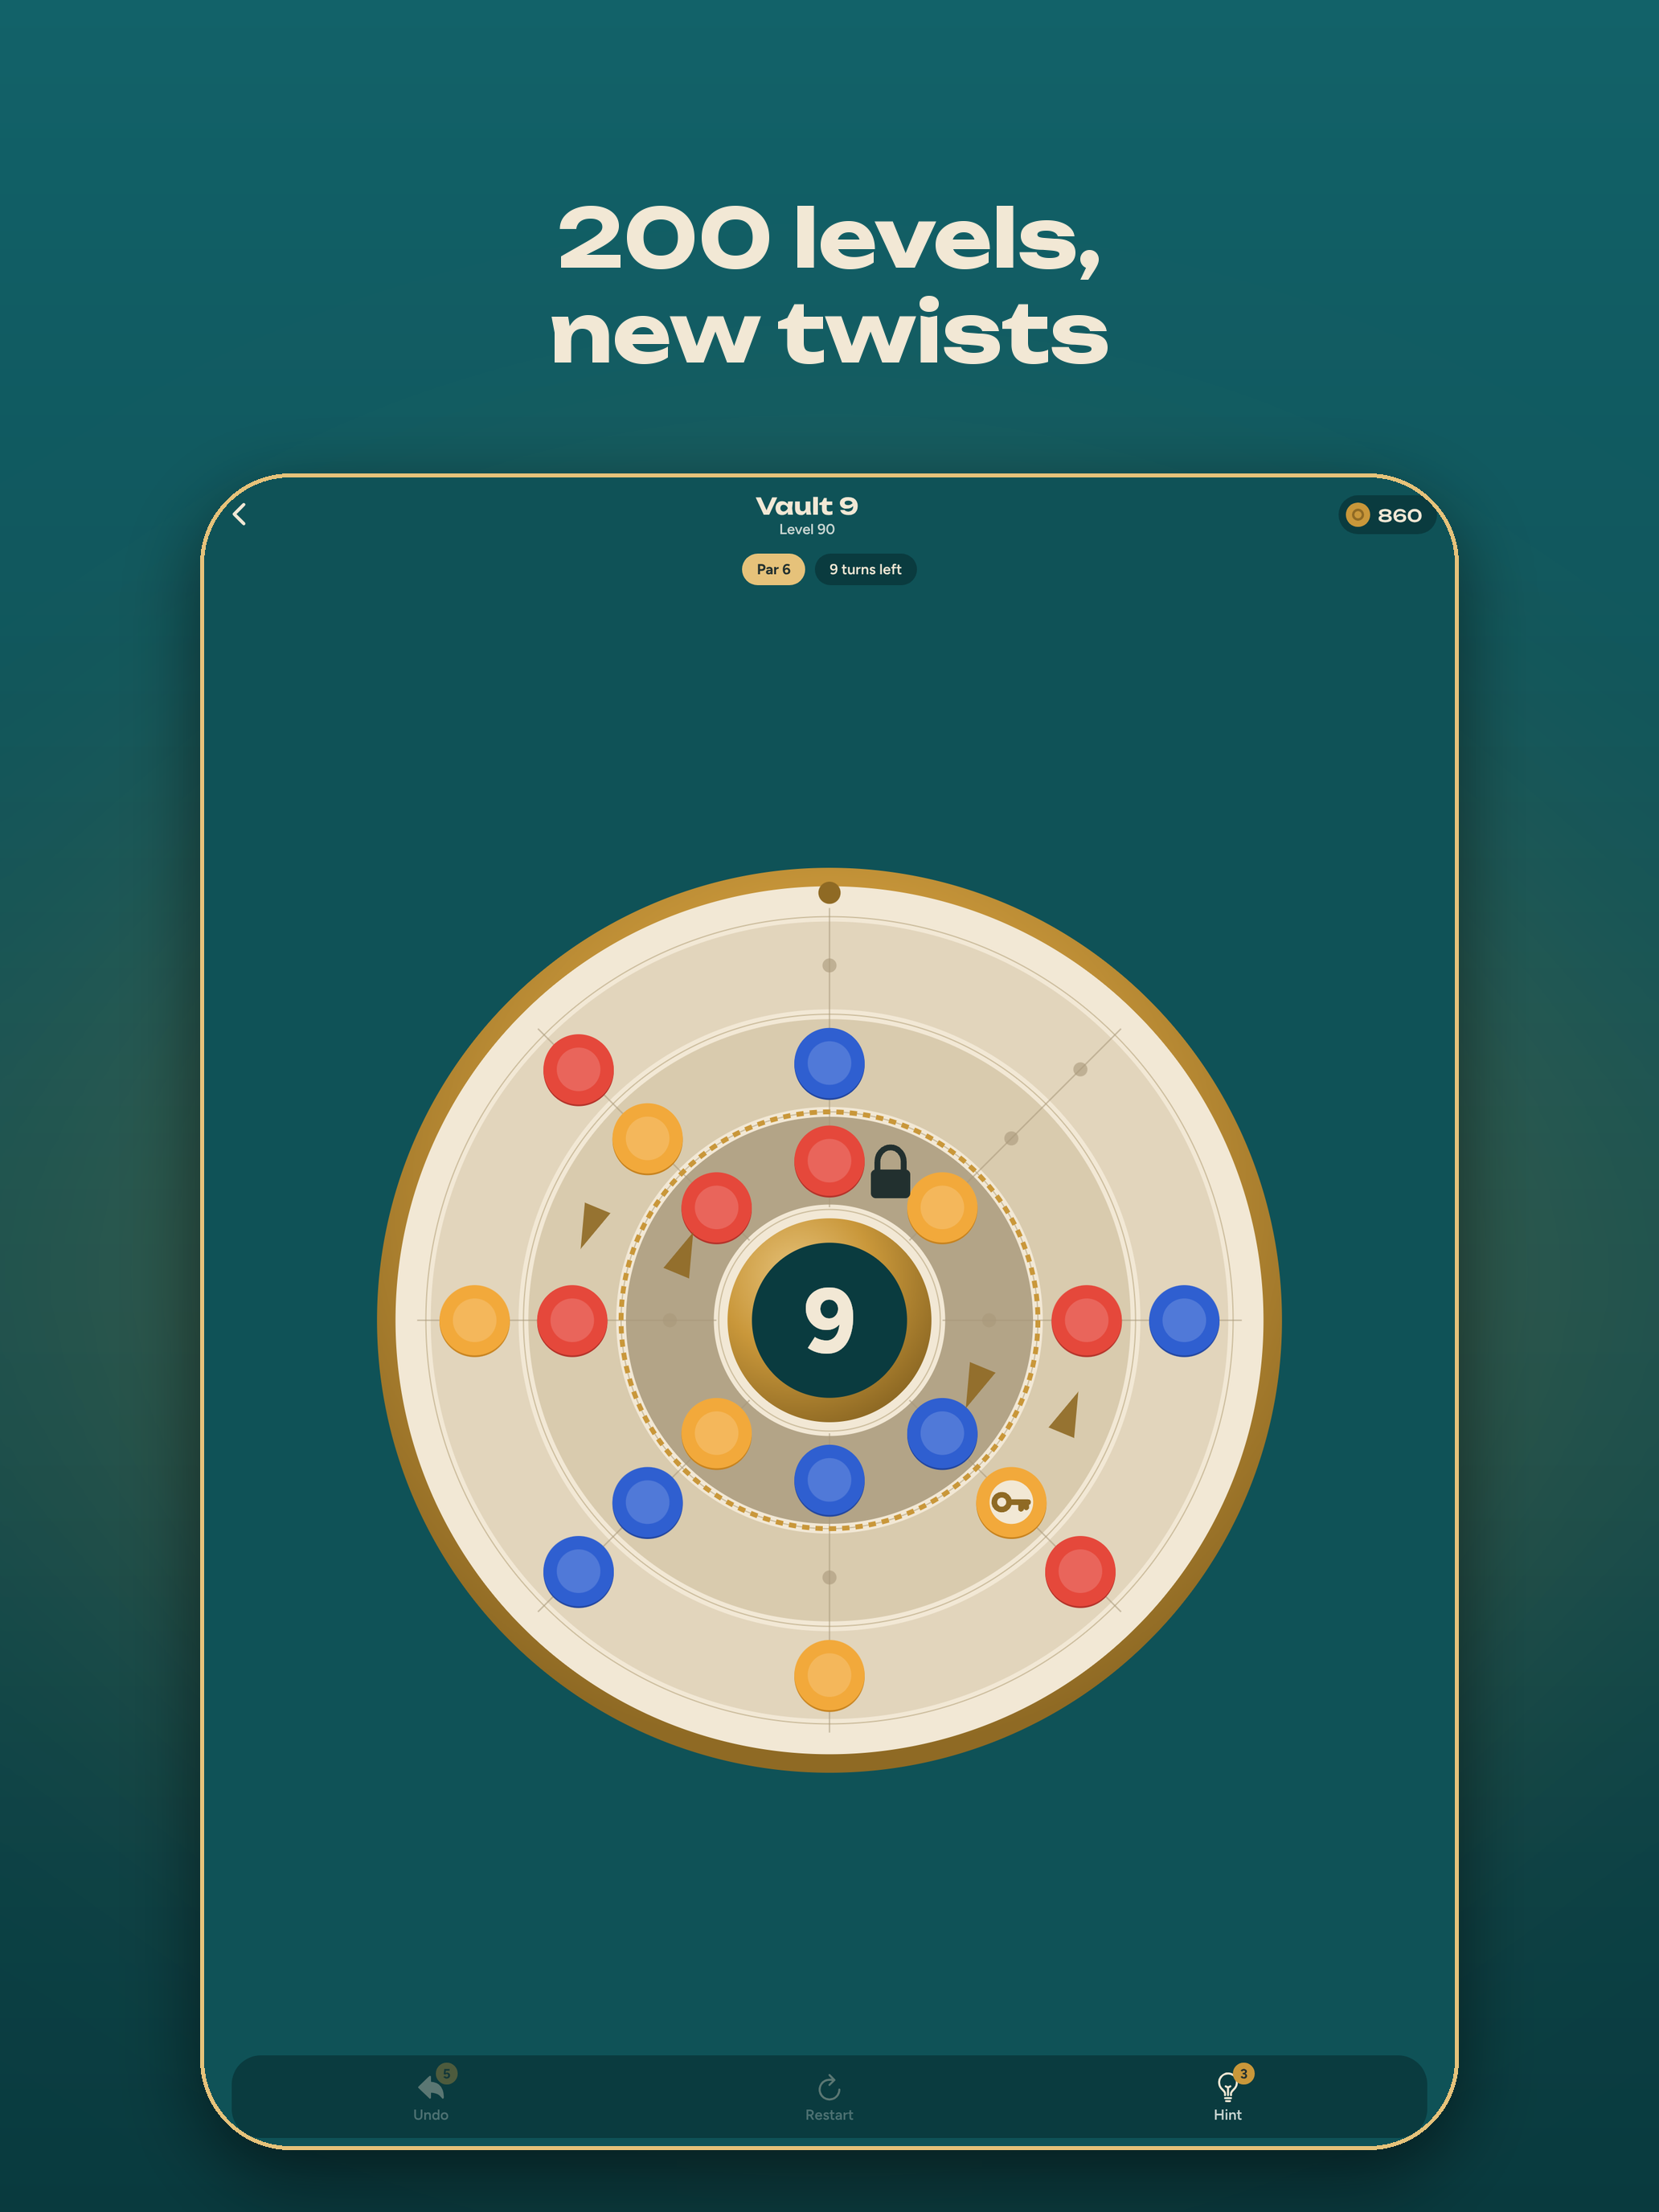 200 levels,
new twists
Vault 9
Level 90
860
Par 6
9 turns left
9
5
Undo
Restart
3
Hint